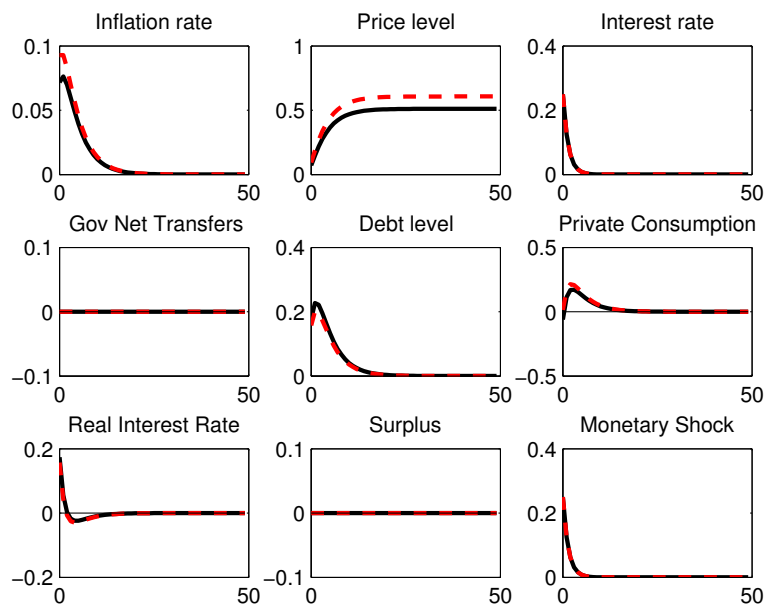 Inflation rate Price level Interest rate
0.1 1 0.4
0.05 0.5 0.2
0 0 0
0 50 0 50 0 50
Gov Net Transfers Debt level Private Consumption
0.1 0.4 0.5
0 0.2 0
−0.1 0 −0.5
0 50 0 50 0 50
Real Interest Rate Surplus Monetary Shock
0.2 0.1 0.4
0 0 0.2
−0.2 −0.1 0
0 50 0 50 0 50